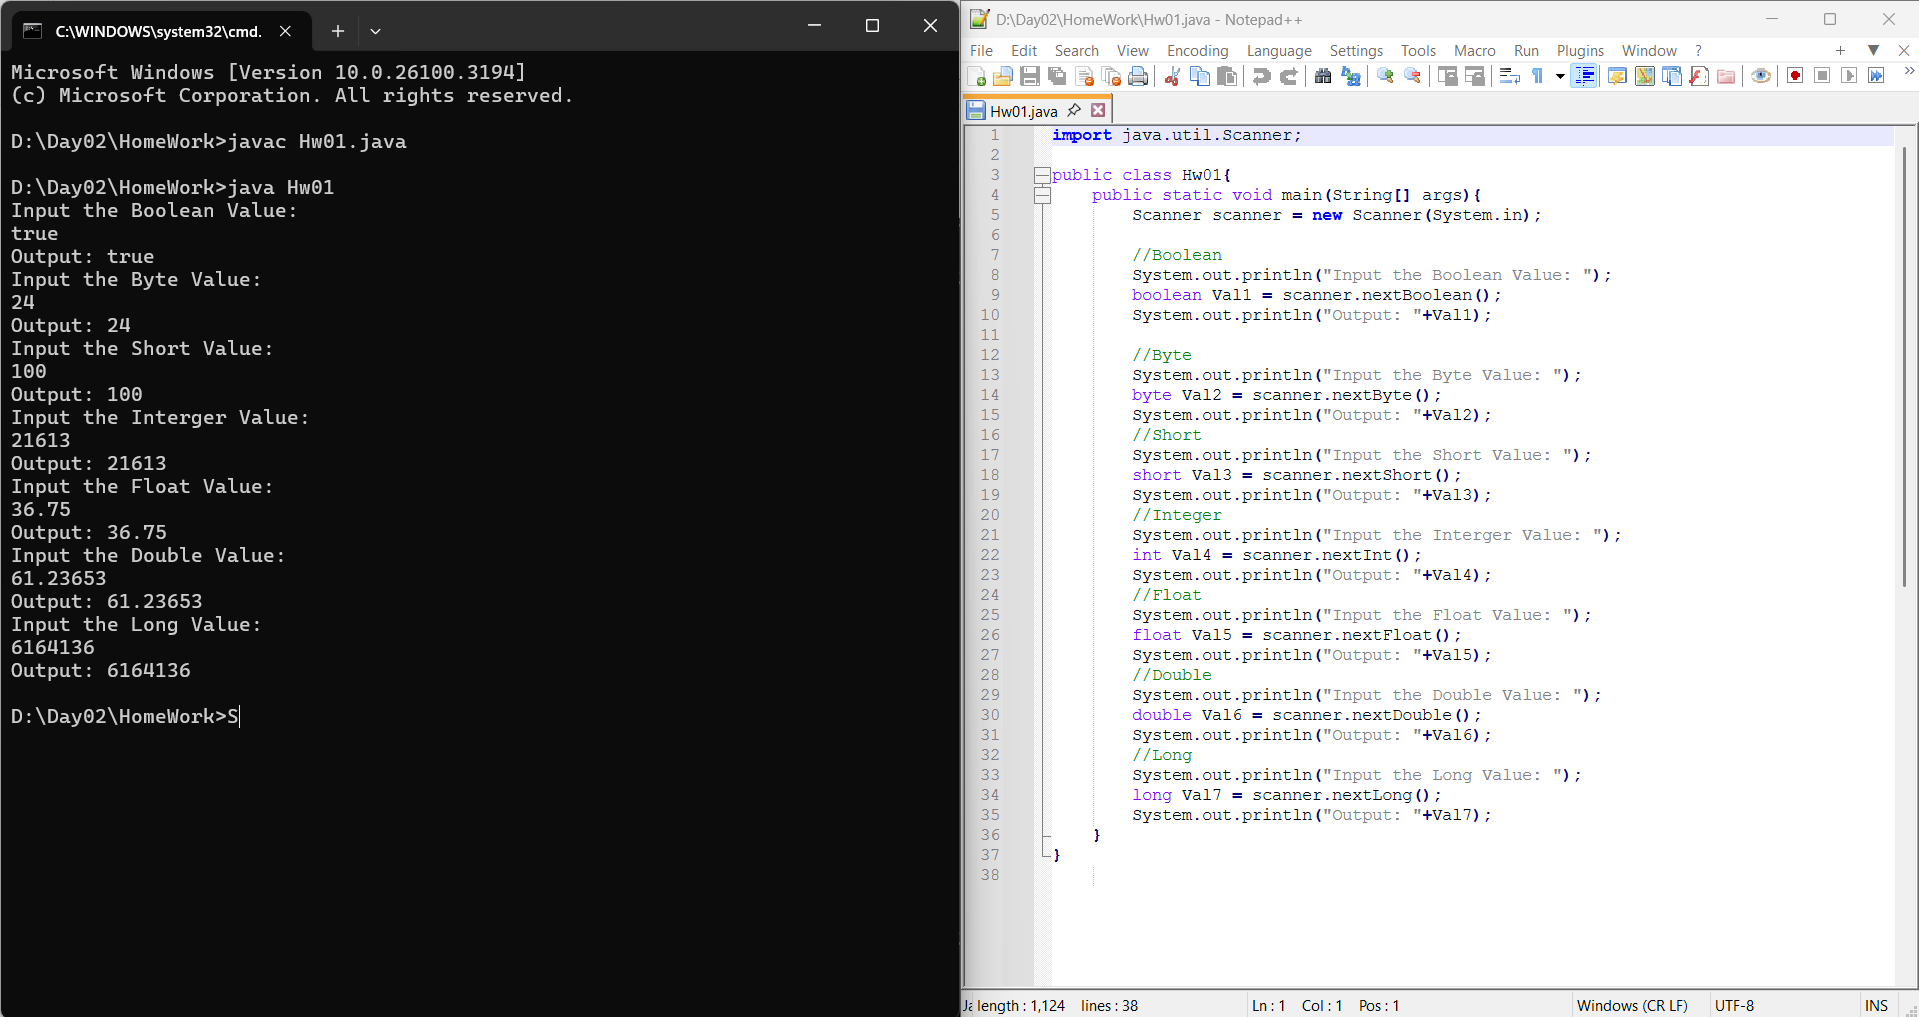 C:\WINDOWS\system32\cmd.
Microsoft Windows [Version 10.0.26100.3194]
(c) Microsoft Corporation. All rights reserved.
D:\Day02\HomeWork>javac Hw01.java
D:\Day02\HomeWork>java Hw01
Input the Boolean Value:
true
Output: true
Input the Byte Value:
24
Output: 24
Input the Short Value:
100
Output: 100
Input the Interger Value:
21613
Output: 21613
Input the Float Value:
36.75
Output: 36.75
Input the Double Value:
61.23653
Output: 61.23653
Input the Long Value:
6164136
Output: 6164136
D:\Day02\HomeWork>S
D:\Day02\HomeWork\Hw01.java - Notepad++
File Edit Search View Encoding Language Settings Tools Macro Run Plugins Window ?
Hw01.java
1 import java.util.Scanner;
2
3 public class Hw01{
4 public static void main(String[] args){
5 Scanner scanner = new Scanner(System.in);
6
7 //Boolean
8 System.out.println("Input the Boolean Value: ");
9 boolean Val1 = scanner.nextBoolean();
10 System.out.println("Output: "+Val1);
11
12 //Byte
13 System.out.println("Input the Byte Value: ");
14 byte Val2 = scanner.nextByte();
15 System.out.println("Output: "+Val2);
16 //Short
17 System.out.println("Input the Short Value: ");
18 short Val3 = scanner.nextShort();
19 System.out.println("Output: "+Val3);
20 //Integer
21 System.out.println("Input the Interger Value: ");
22 int Val4 = scanner.nextInt();
23 System.out.println("Output: "+Val4);
24 //Float
25 System.out.println("Input the Float Value: ");
26 float Val5 = scanner.nextFloat();
27 System.out.println("Output: "+Val5);
28 //Double
29 System.out.println("Input the Double Value: ");
30 double Val6 = scanner.nextDouble();
31 System.out.println("Output: "+Val6);
32 //Long
33 System.out.println("Input the Long Value: ");
34 long Val7 = scanner.nextLong();
35 System.out.println("Output: "+Val7);
36 }
37 }
38
Ja length : 1,124 lines : 38 Ln : 1 Col : 1 Pos : 1 Windows (CR LF) UTF-8 INS